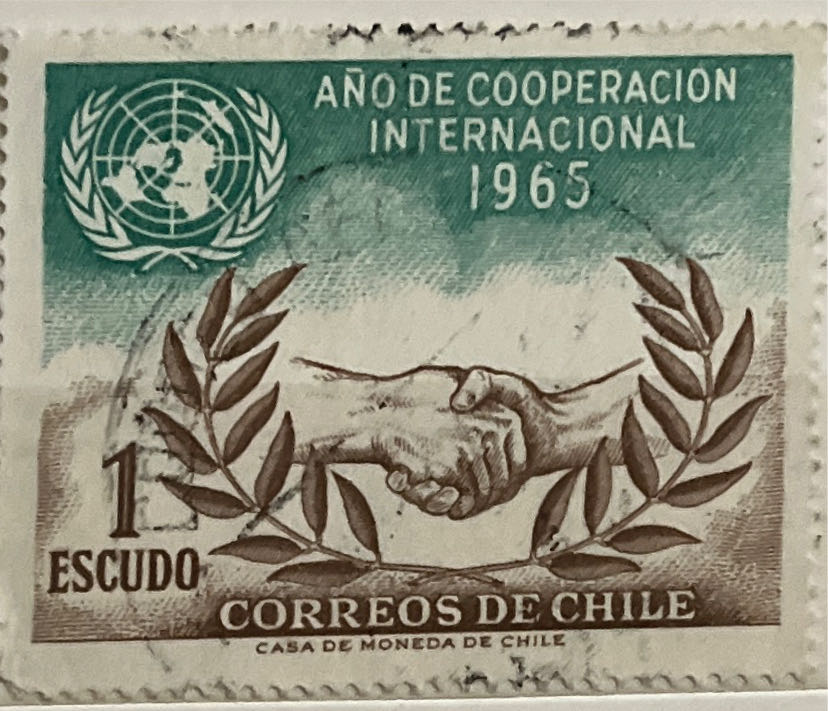 AÑO DE COOPERACION
INTERNACIONAL
1965
1
ESCUDO
CORREOS DE CHILE
CASA DE MONEDA DE CHILE